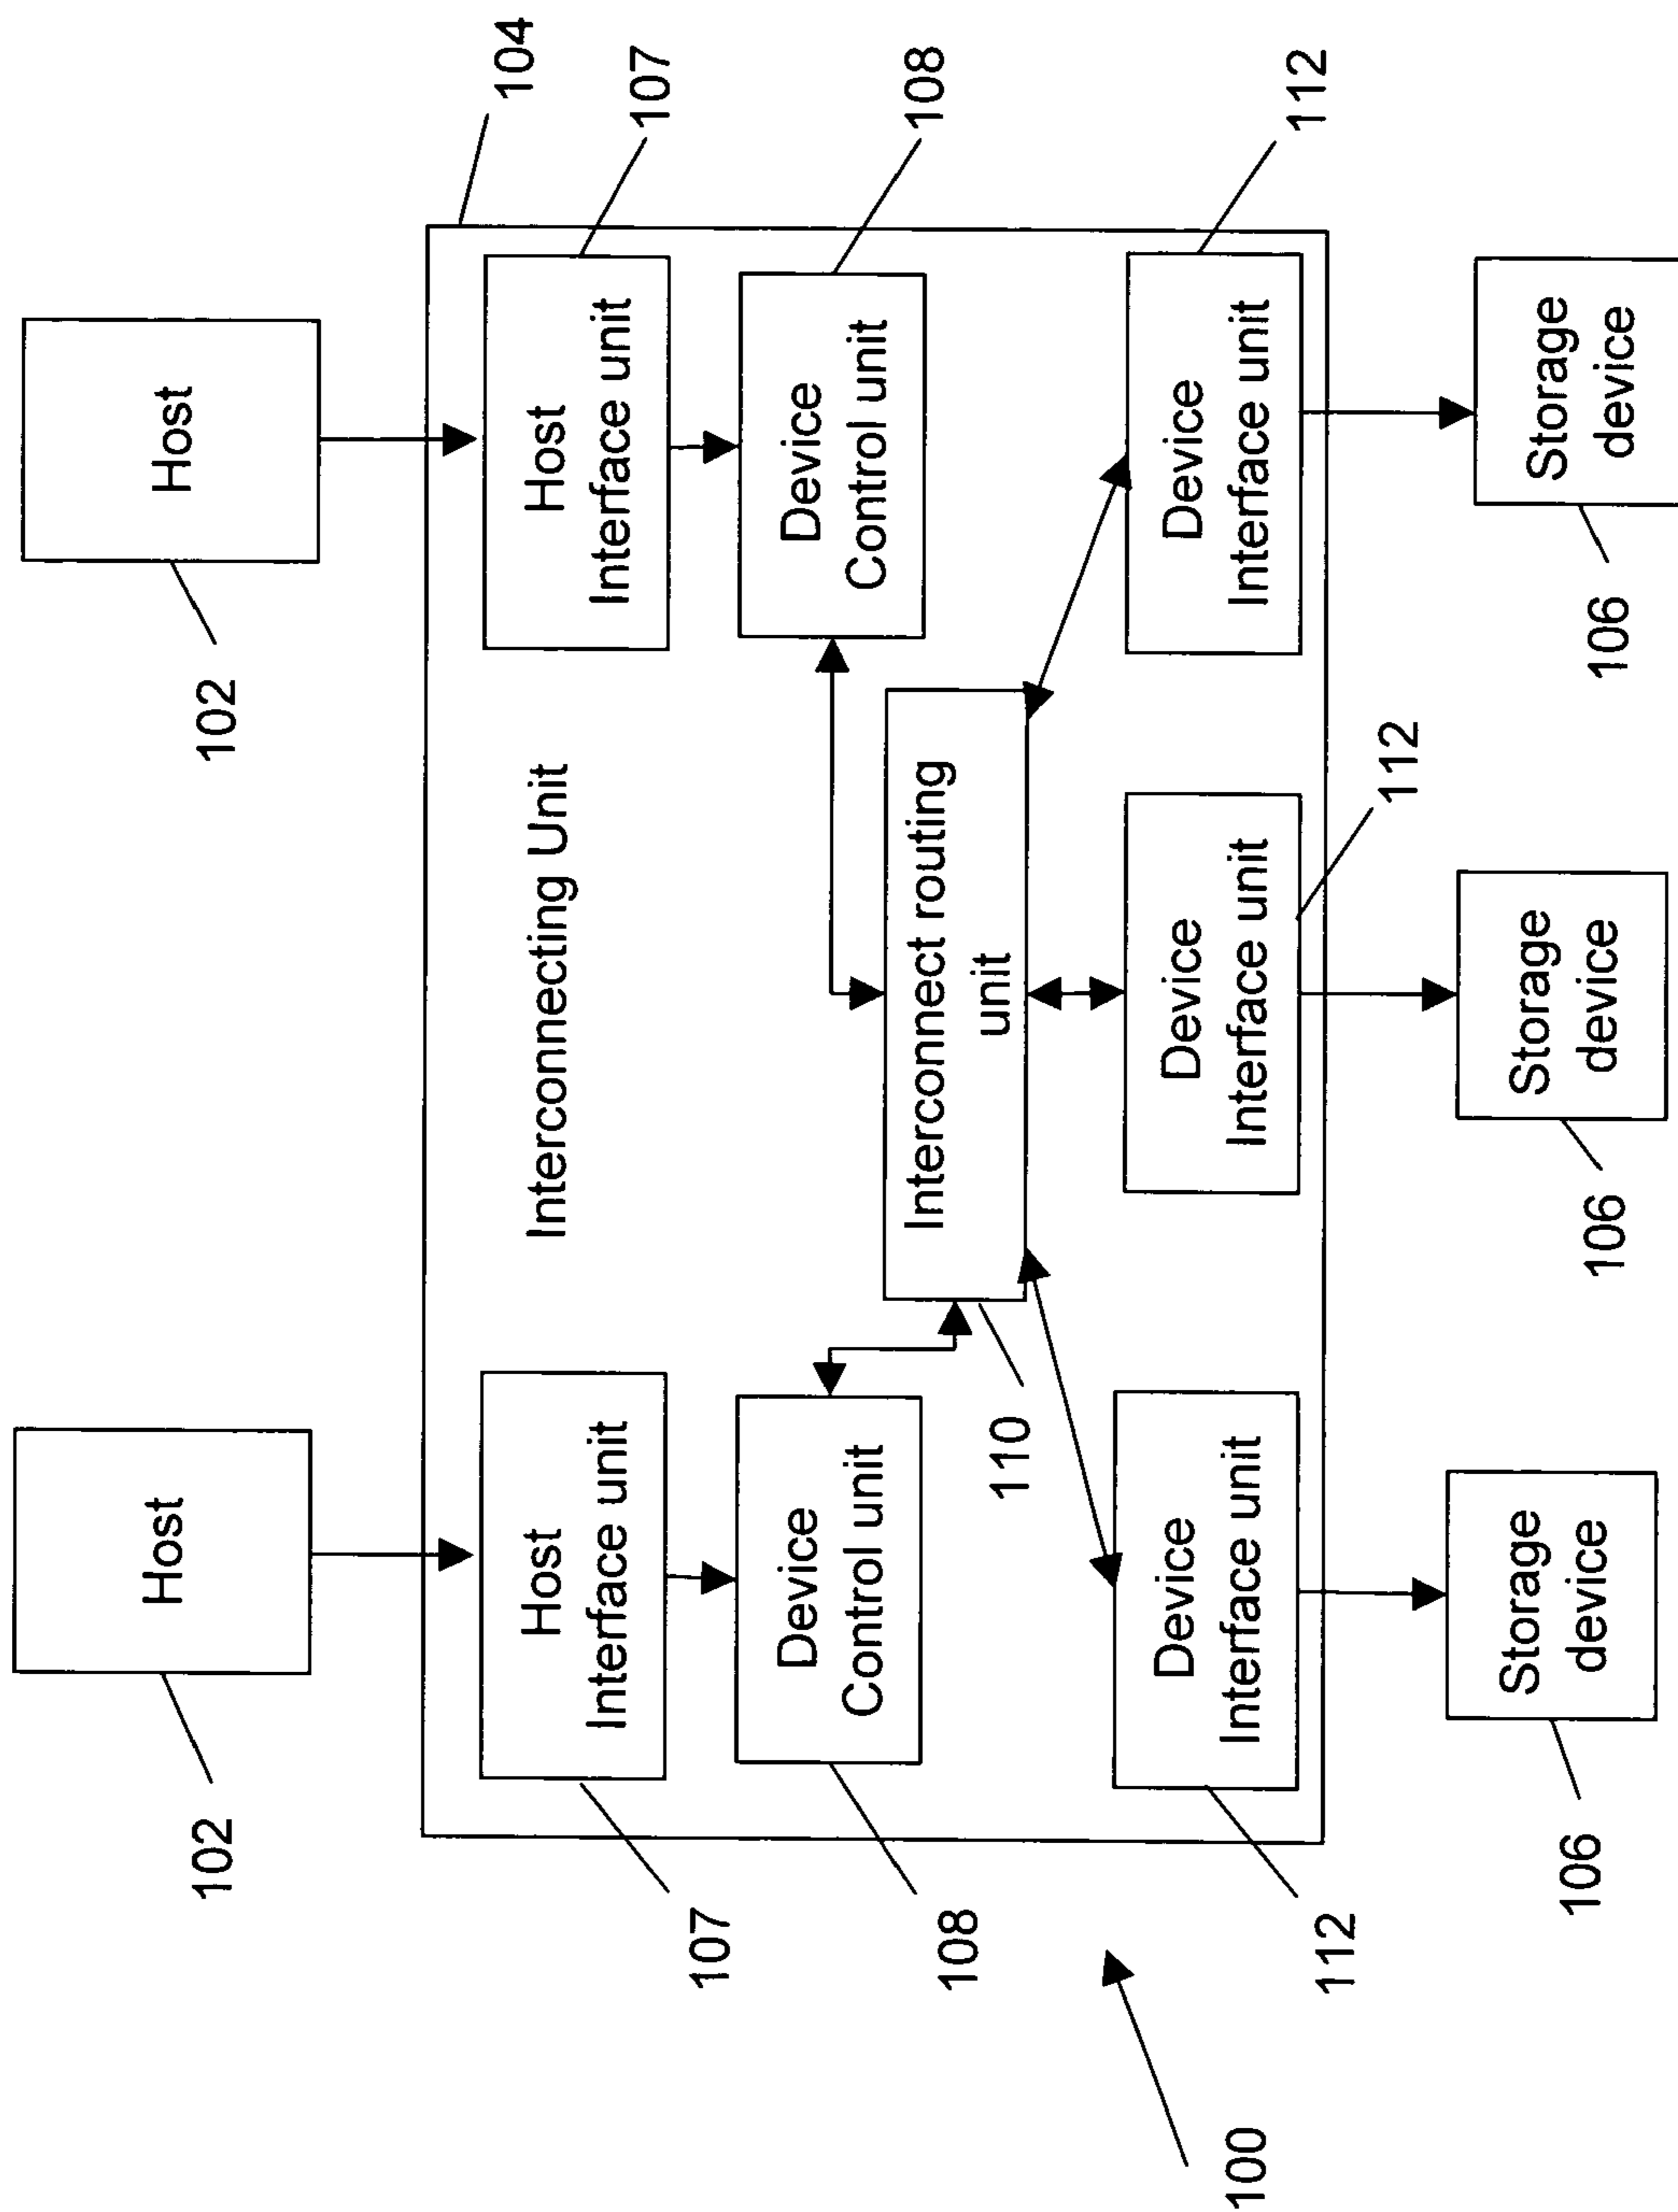 104
Host
Host
102
102
Interconnecting Unit
107
107
Host
Interface unit
Host
Interface unit
108
108
Device
Control unit
Device
Control unit
Interconnect routing
unit
110
112
112
112
Device
Interface unit
Device
Interface unit
Device
Interface unit
100
Storage
device
Storage
device
Storage
device
106
106
106